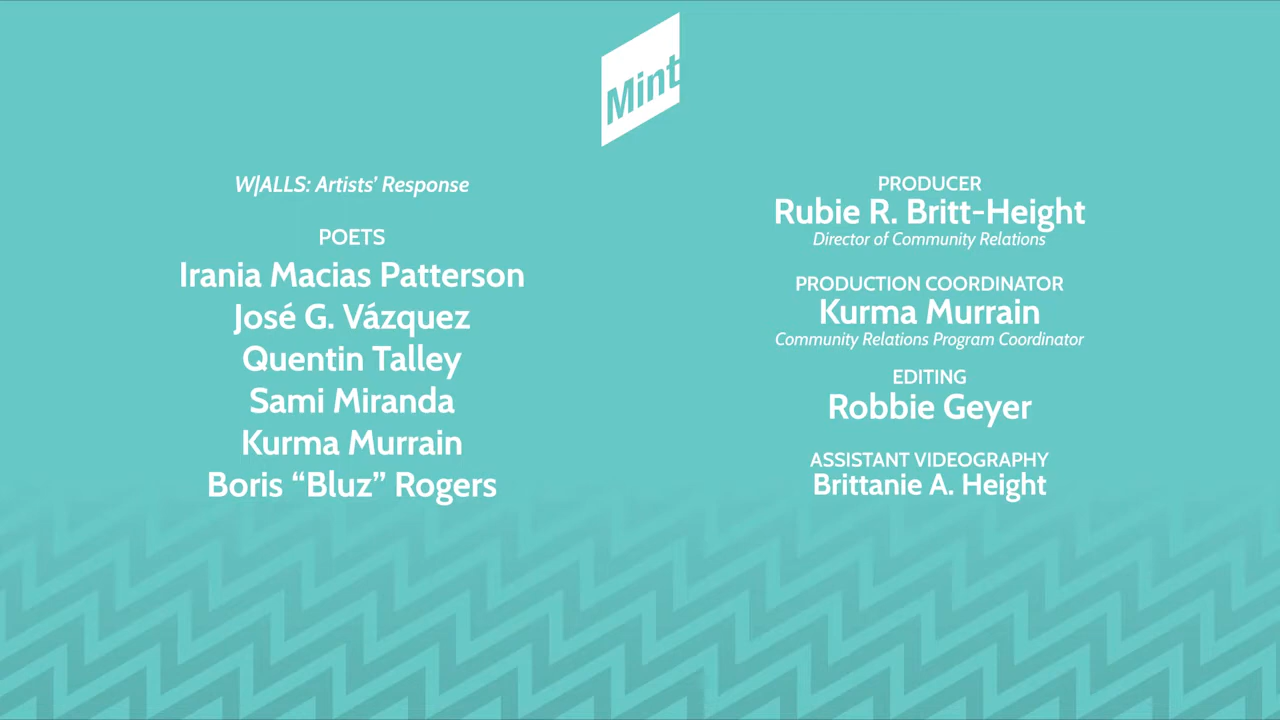 Mint
W|ALLS: Artists’ Response
POETS
Irania Macias Patterson
José G. Vázquez
Quentin Talley
Sami Miranda
Kurma Murrain
Boris “Bluz” Rogers
PRODUCER
Rubie R. Britt-Height
Director of Community Relations
PRODUCTION COORDINATOR
Kurma Murrain
Community Relations Program Coordinator
EDITING
Robbie Geyer
ASSISTANT VIDEOGRAPHY
Brittanie A. Height